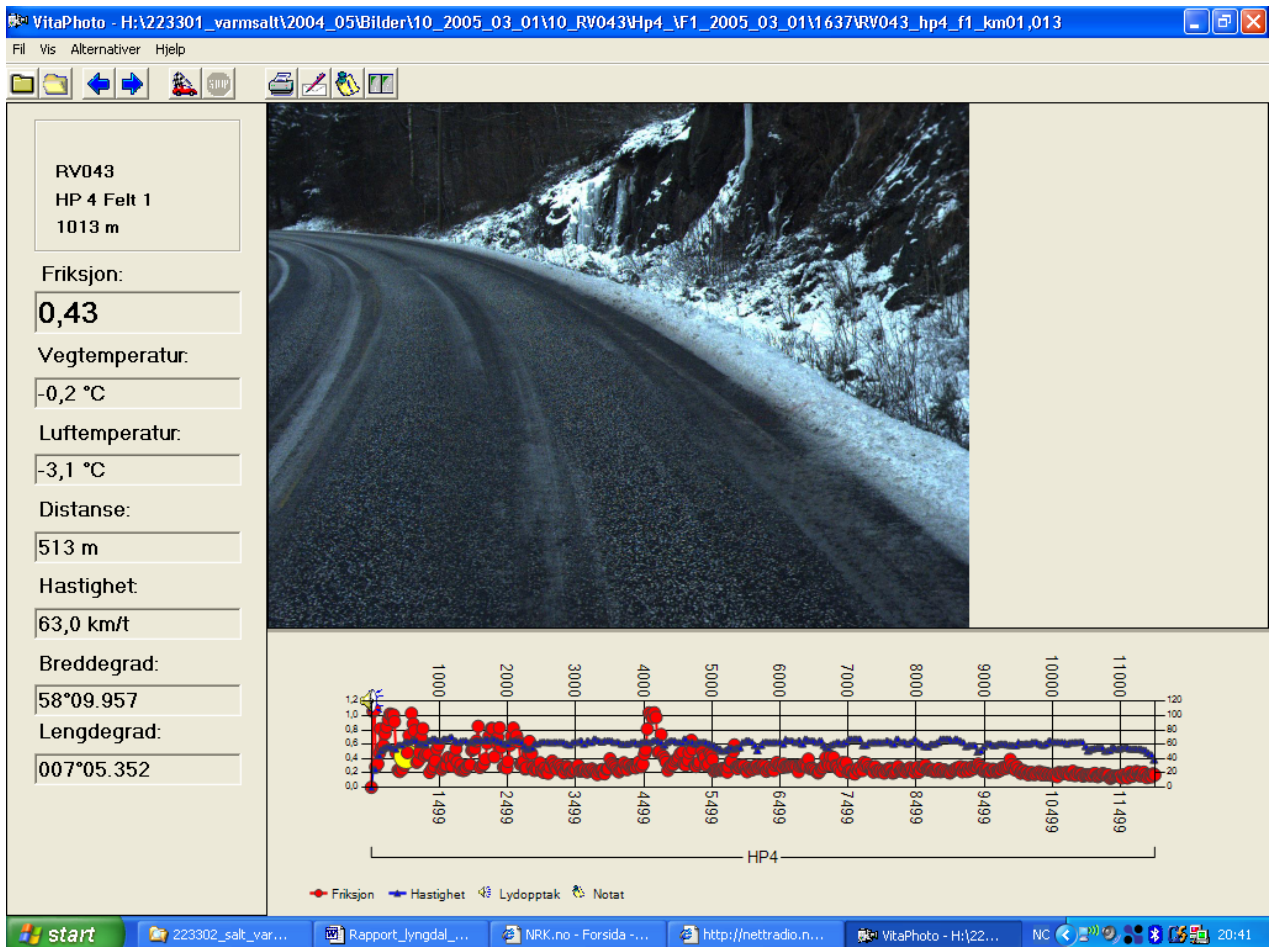 VitaPhoto - H:\223301_varmsalt\2004_05\Bilder\10_2005_03_01\10_RV043\Hp4_\F1_2005_03_01\1637\RV043_hp4_f1_km01,013
Fil Vis Alternativer Hjelp
STOP
RV043
HP 4 Felt 1
1013 m
Friksjon:
0,43
Vegtemperatur:
-0,2 °C
Luftemperatur:
-3,1 °C
Distanse:
513 m
Hastighet:
63,0 km/t
Breddegrad:
58°09.957
Lengdegrad:
007°05.352
1000 2000 3000 4000 5000 6000 7000 8000 9000 10000 11000
1,2 120
1,0 100
0,8 80
0,6 60
0,4 40
0,2 20
0,0 0
1499 2499 3499 4499 5499 6499 7499 8499 9499 10499 11499
HP4
Friksjon Hastighet Lydopptak Notat
start 223302_salt_var... Rapport_lyngdal_... NRK.no - Forsida -... http://nettradio.n... VitaPhoto - H:\22... NC 20:41